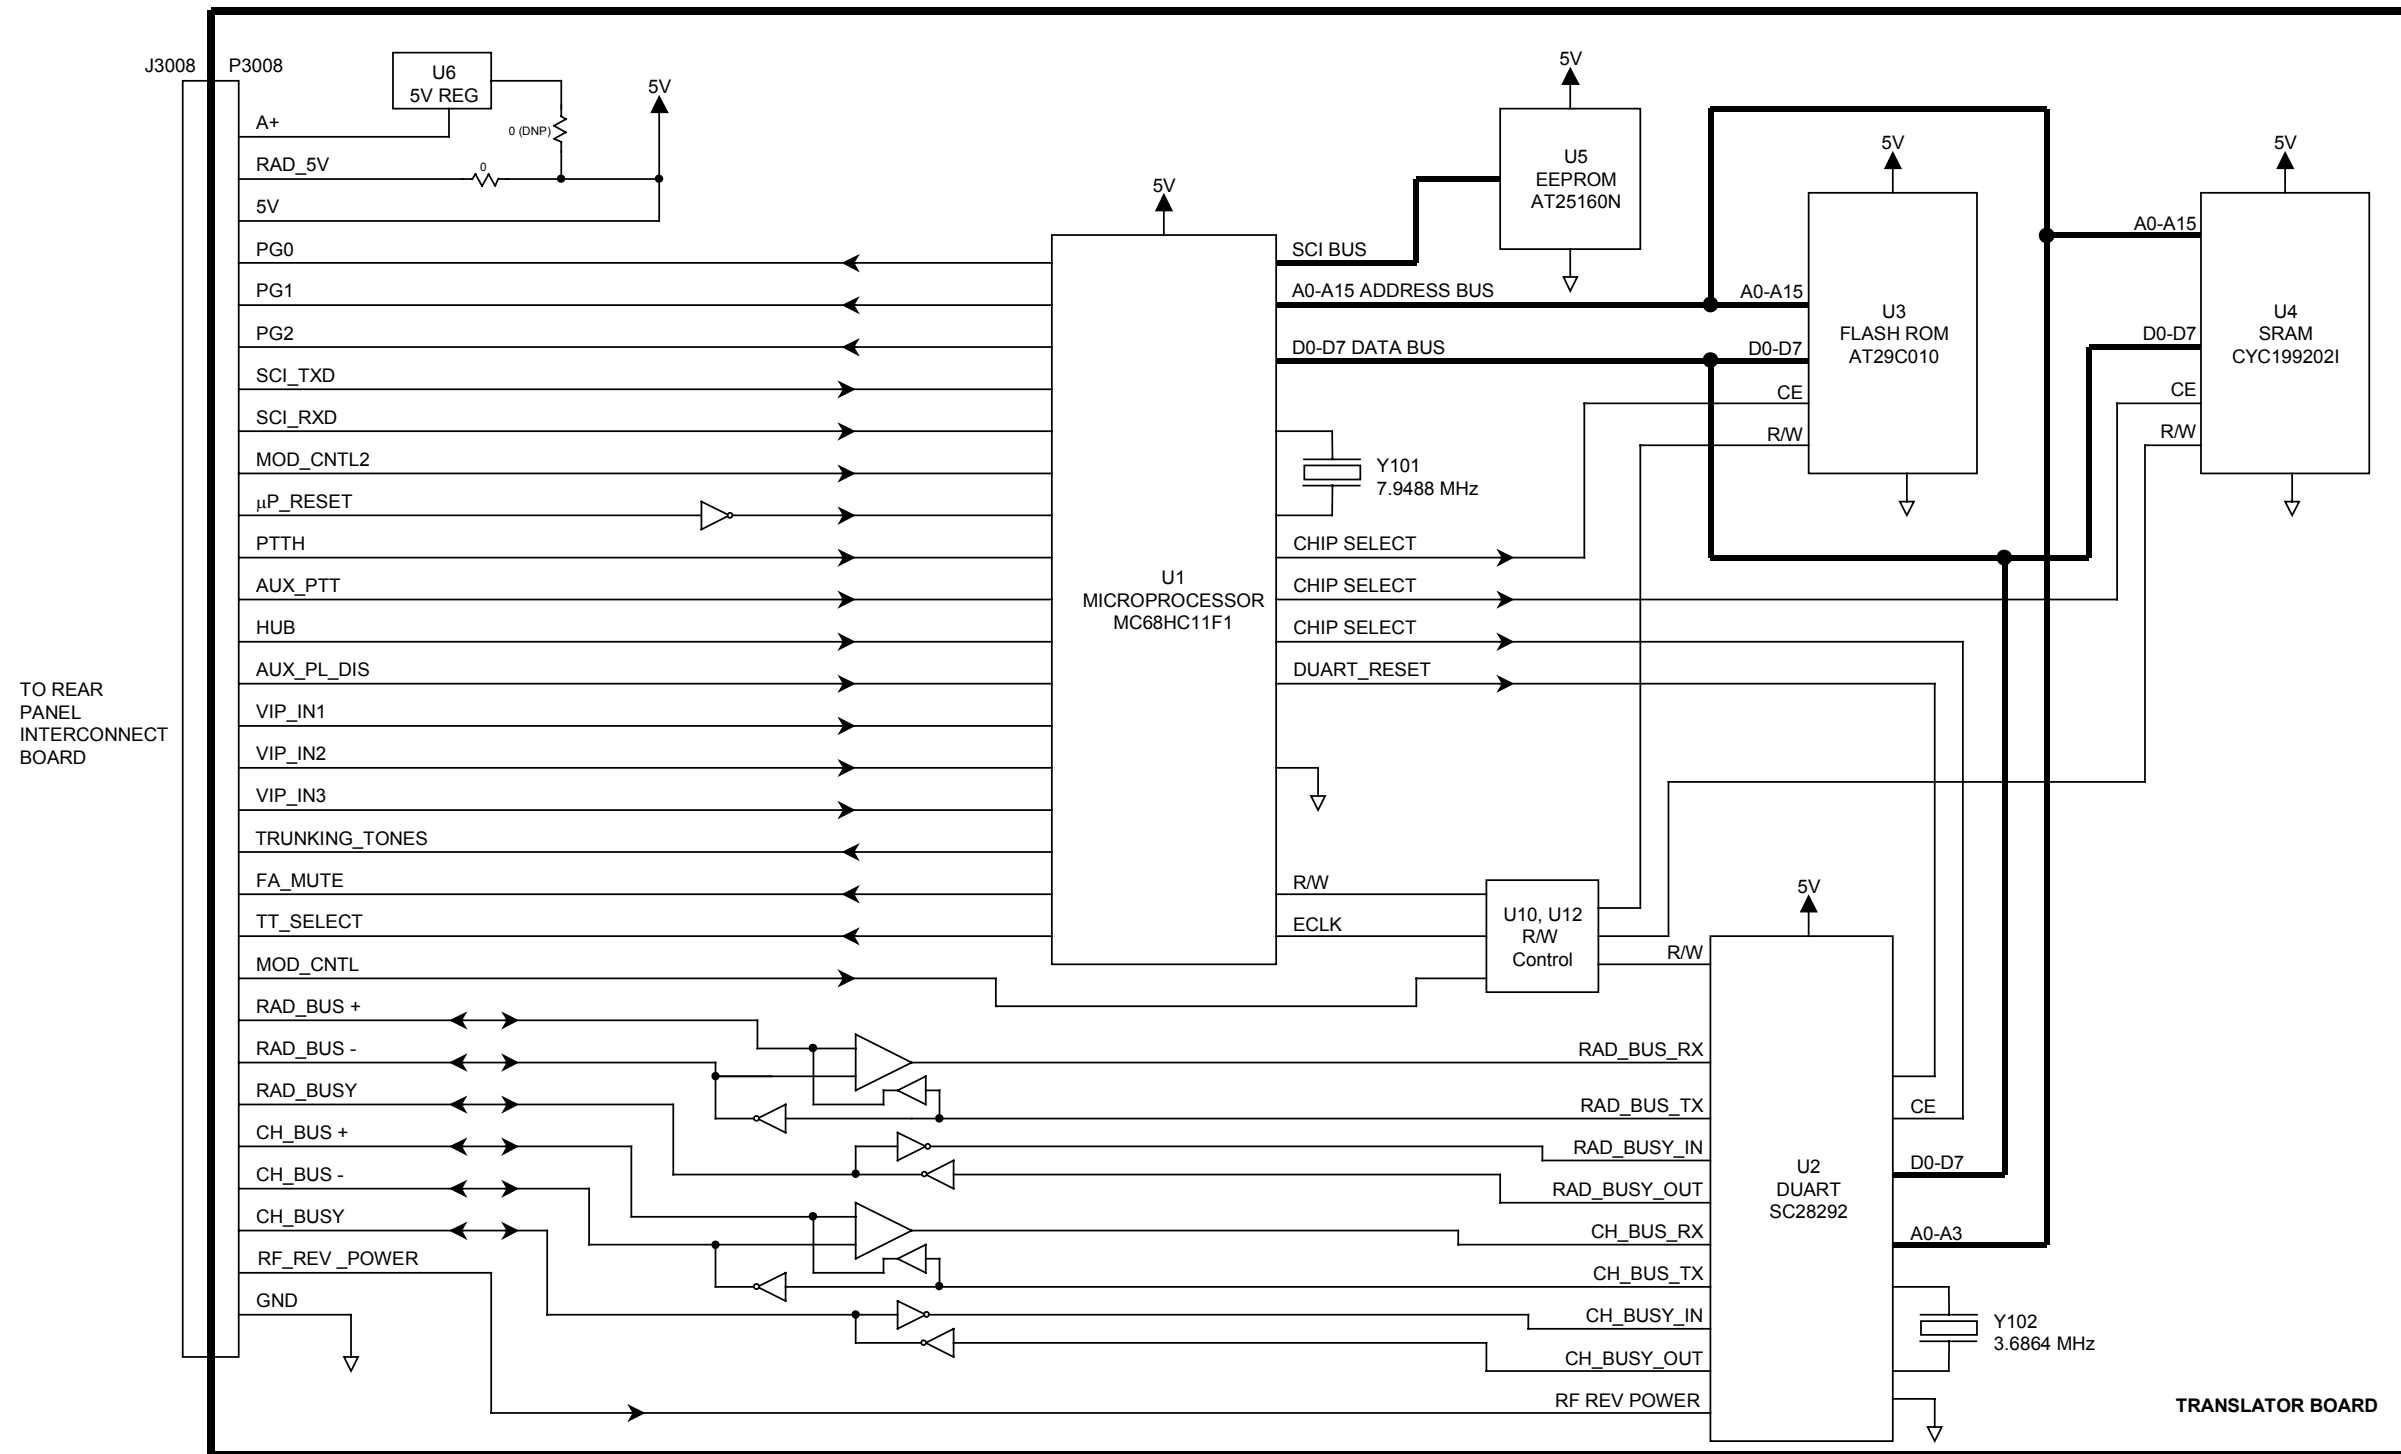 J3008
P3008
U6
5V REG
A+
0 (DNP)
5V
RAD_5V
0
5V
PG0
PG1
PG2
SCI_TXD
SCI_RXD
MOD_CNTL2
µP_RESET
PTTH
AUX_PTT
HUB
AUX_PL_DIS
VIP_IN1
VIP_IN2
VIP_IN3
TRUNKING_TONES
FA_MUTE
TT_SELECT
MOD_CNTL
RAD_BUS +
RAD_BUS -
RAD_BUSY
CH_BUS +
CH_BUS -
CH_BUSY
RF_REV _POWER
GND
TO REAR
PANEL
INTERCONNECT
BOARD
5V
U1
MICROPROCESSOR
MC68HC11F1
SCI BUS
A0-A15 ADDRESS BUS
D0-D7 DATA BUS
Y101
7.9488 MHz
CHIP SELECT
CHIP SELECT
CHIP SELECT
DUART_RESET
R/W
ECLK
5V
U5
EEPROM
AT25160N
5V
A0-A15
D0-D7
CE
R/W
U3
FLASH ROM
AT29C010
5V
A0-A15
D0-D7
CE
R/W
U4
SRAM
CYC199202I
U10, U12
R/W
Control
5V
R/W
RAD_BUS_RX
RAD_BUS_TX
RAD_BUSY_IN
RAD_BUSY_OUT
CH_BUS_RX
CH_BUS_TX
CH_BUSY_IN
CH_BUSY_OUT
RF REV POWER
U2
DUART
SC28292
CE
D0-D7
A0-A3
Y102
3.6864 MHz
TRANSLATOR BOARD